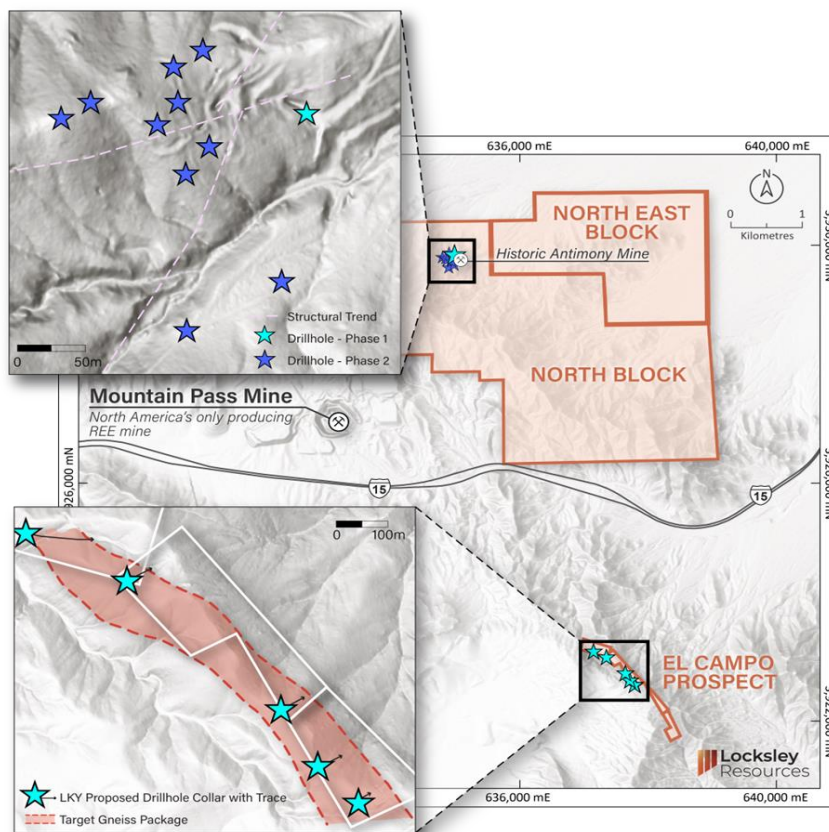 636,000 mE
640,000 mE
N
0 1
Kilometres
NORTH EAST
BLOCK
Historic Antimony Mine
NORTH BLOCK
Structural Trend
Drillhole - Phase 1
Drillhole - Phase 2
0 50m
Mountain Pass Mine
North America's only producing
REE mine
15
15
0 100m
LKY Proposed Drillhole Collar with Trace
Target Gneiss Package
EL CAMPO
PROSPECT
Locksley
Resources
636,000 mE
640,000 mE